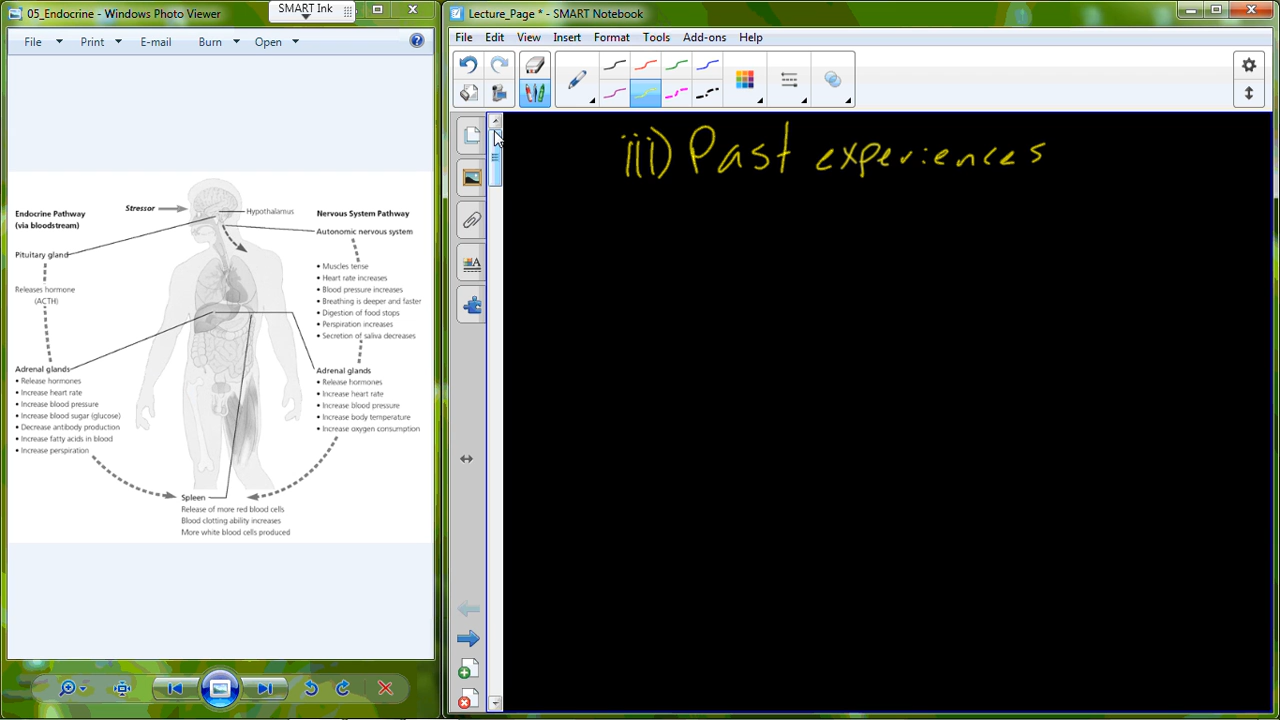 05_Endocrine - Windows Photo Viewer
SMART Ink
File Print E-mail Burn Open
Stressor
Hypothalamus
Endocrine Pathway
(via bloodstream)
Nervous System Pathway
Autonomic nervous system
Pituitary gland
Releases hormone
(ACTH)
• Muscles tense
• Heart rate increases
• Blood pressure increases
• Breathing is deeper and faster
• Digestion of food stops
• Perspiration increases
• Secretion of saliva decreases
Adrenal glands
• Release hormones
• Increase heart rate
• Increase blood pressure
• Increase blood sugar (glucose)
• Decrease antibody production
• Increase fatty acids in blood
• Increase perspiration
Adrenal glands
• Release hormones
• Increase heart rate
• Increase blood pressure
• Increase body temperature
• Increase oxygen consumption
Spleen
Release of more red blood cells
Blood clotting ability increases
More white blood cells produced
Lecture_Page * - SMART Notebook
File Edit View Insert Format Tools Add-ons Help
iii) Past experiences